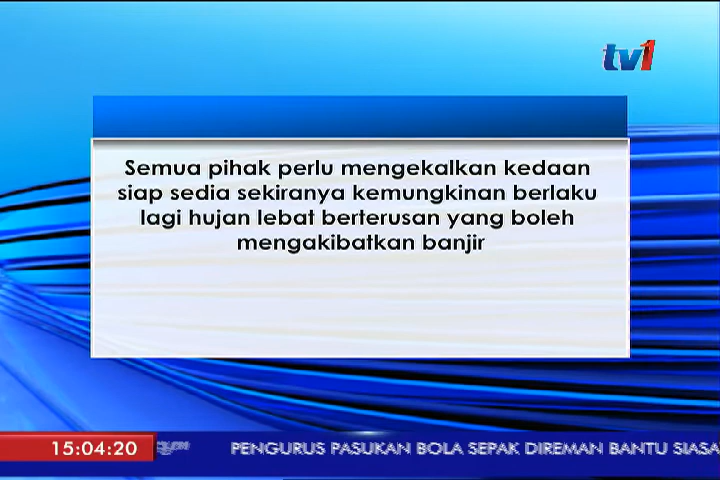 tv1
Semua pihak perlu mengekalkan kedaan
siap sedia sekiranya kemungkinan berlaku
lagi hujan lebat berterusan yang boleh
mengakibatkan banjir
15:04:20
PENGURUS PASUKAN BOLA SEPAK DIREMAN BANTU SIASA